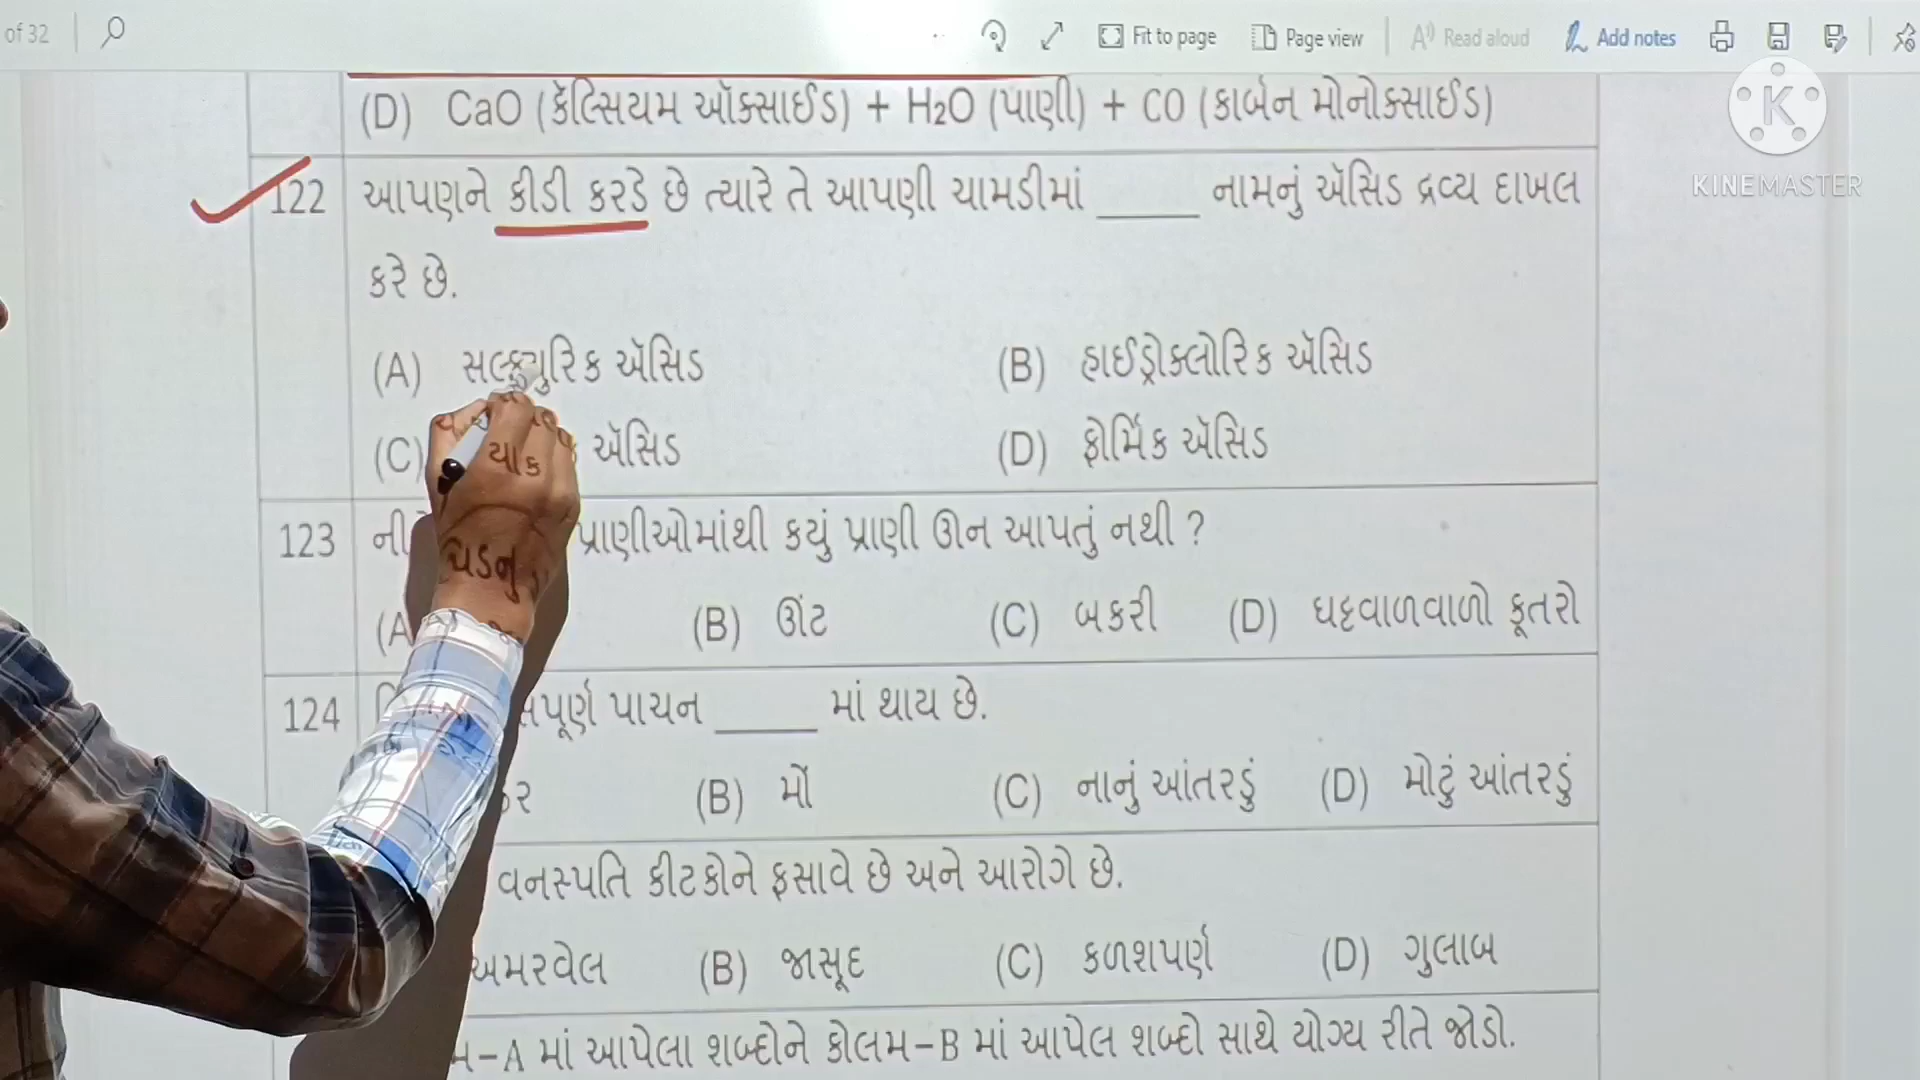 of 32 Fit to page Page view Read aloud Add notes
KINEMASTER
(D) CaO (કૅલ્સિયમ ઑક્સાઈડ) + H₂O (પાણી) + CO (કાર્બન મોનોક્સાઈડ)
122 આપણને કીડી કરડે છે ત્યારે તે આપણી ચામડીમાં ______ નામનું ઍસિડ દ્રવ્ય દાખલ
કરે છે.
(A) સલ્ફ્યુરિક ઍસિડ (B) હાઈડ્રોક્લોરિક ઍસિડ
(C) ઍસિડ (D) ફોર્મિક ઍસિડ
યાક
123 પ્રાણીઓમાંથી કયું પ્રાણી ઊન આપતું નથી ?
(A (B) ઊંટ (C) બકરી (D) ઘટ્ટવાળવાળો કૂતરો
124 પાચન ______ માં થાય છે.
(B) મોં (C) નાનું આંતરડું (D) મોટું આંતરડું
વનસ્પતિ કીટકોને ફસાવે છે અને આરોગે છે.
અમરવેલ (B) જાસૂદ (C) કળશપર્ણ (D) ગુલાબ
–A માં આપેલા શબ્દોને કોલમ–B માં આપેલ શબ્દો સાથે યોગ્ય રીતે જોડો.